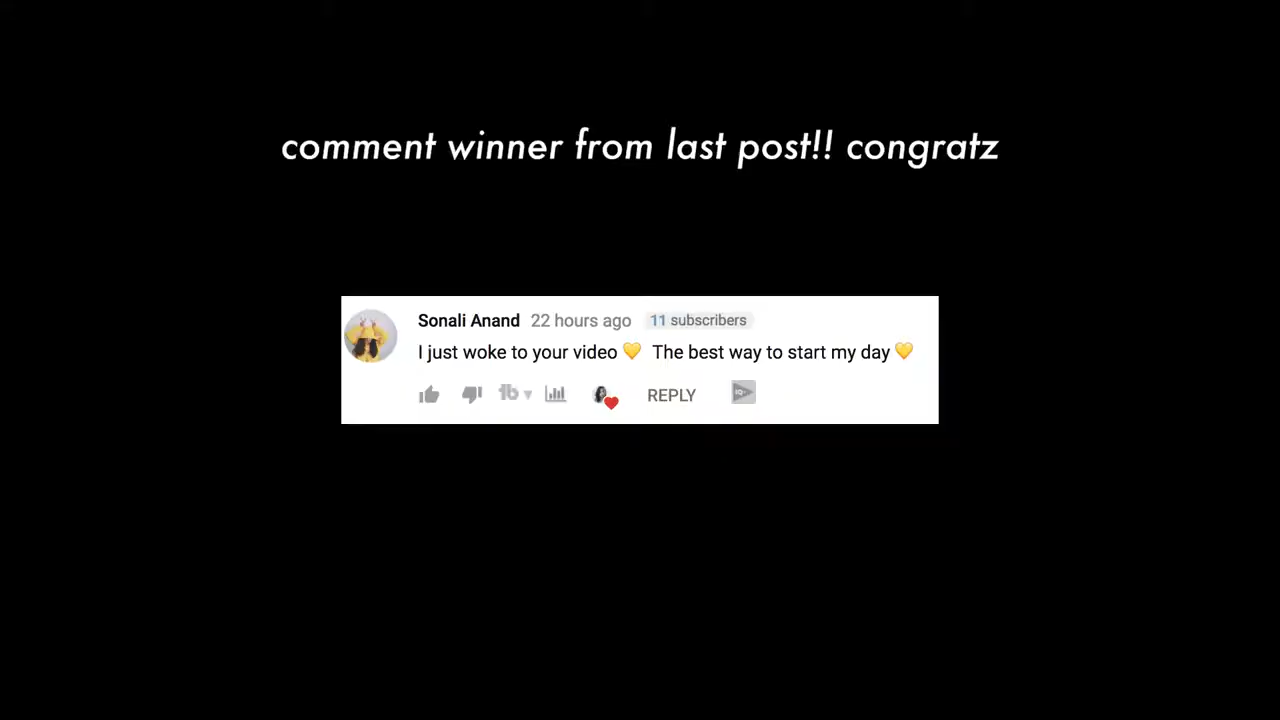 comment winner from last post!! congratz
Sonali Anand 22 hours ago 11 subscribers
I just woke to your video 💛 The best way to start my day 💛
REPLY